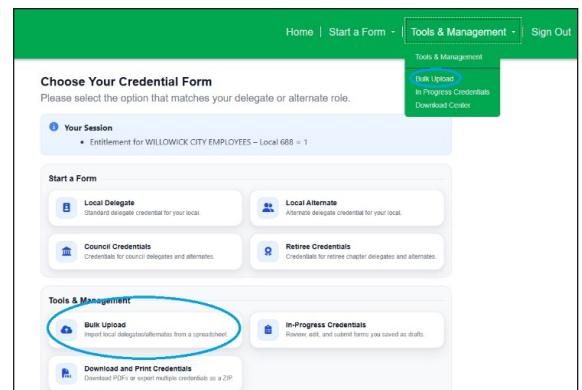 Home | Start a Form - | Tools & Management - | Sign Out
Tools & Management
Bulk Upload
In Progress Credentials
Download Center
Choose Your Credential Form
Please select the option that matches your delegate or alternate role.
Your Session
• Entitlement for WILLOWICK CITY EMPLOYEES – Local 688 = 1
Start a Form
Local Delegate
Standard delegate credential for your local.
Local Alternate
Alternate delegate credential for your local.
Council Credentials
Credentials for council delegates and alternates.
Retiree Credentials
Credentials for retiree chapter delegates and alternates.
Tools & Management
Bulk Upload
Import local delegates/alternates from a spreadsheet.
In-Progress Credentials
Review, edit, and submit forms you saved as drafts.
Download and Print Credentials
Download PDFs or export multiple credentials as a ZIP.